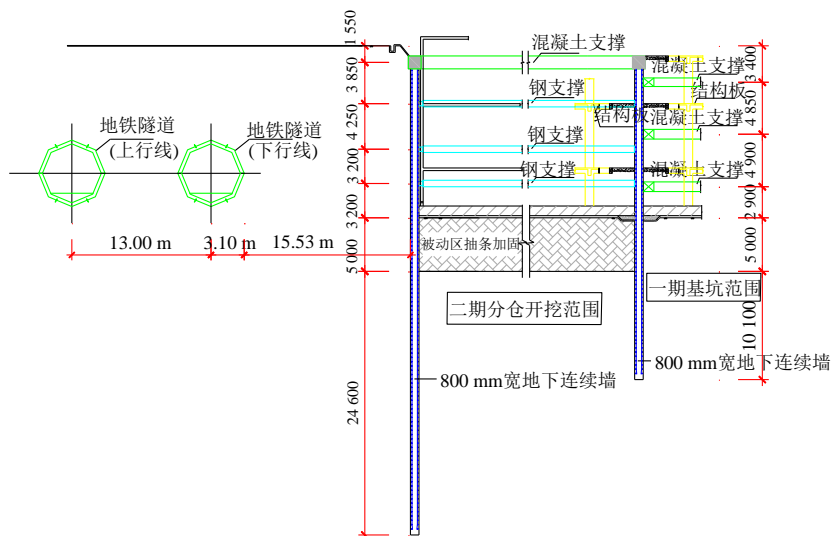 1 550
3 850
4 250
3 200
3 200
5 000
24 600
混凝土支撑
钢支撑
钢支撑
钢支撑
混凝土支撑
结构板
结构板
混凝土支撑
混凝土支撑
3 400
4 850
4 900
2 900
5 000
10 100
地铁隧道
(上行线)
地铁隧道
(下行线)
13.00 m
3.10 m
15.53 m
被动区抽条加固
二期分仓开挖范围
一期基坑范围
800 mm宽地下连续墙
800 mm宽地下连续墙